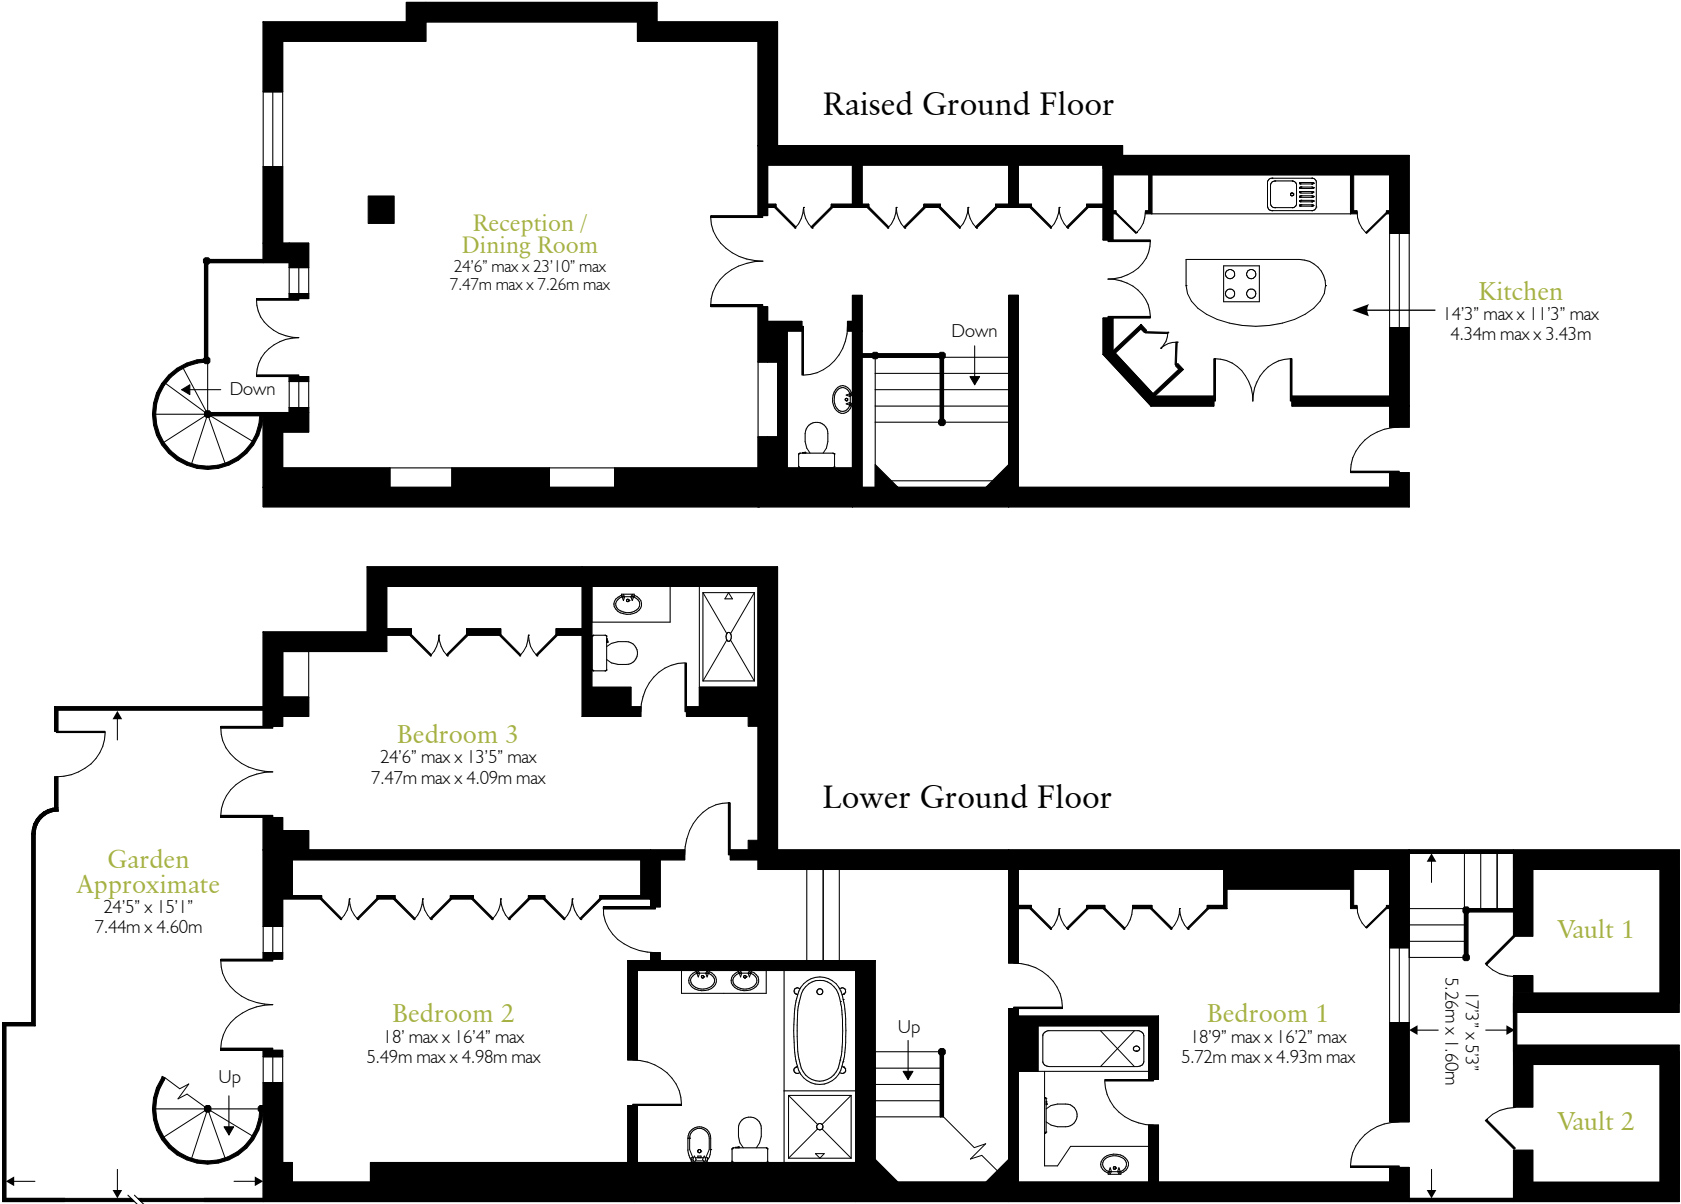 Raised Ground Floor
Reception /
Dining Room
24'6” max x 23'10” max
7.47m max x 7.26m max
Kitchen
14'3” max x 11'3” max
4.34m max x 3.43m
Down
Down
Bedroom 3
24'6” max x 13'5” max
7.47m max x 4.09m max
Lower Ground Floor
Garden
Approximate
24'5” x 15'1”
7.44m x 4.60m
Vault 1
Bedroom 2
18' max x 16'4” max
5.49m max x 4.98m max
Up
Bedroom 1
18'9” max x 16'2” max
5.72m max x 4.93m max
17'3” x 5'3”
5.26m x 1.60m
Up
Vault 2